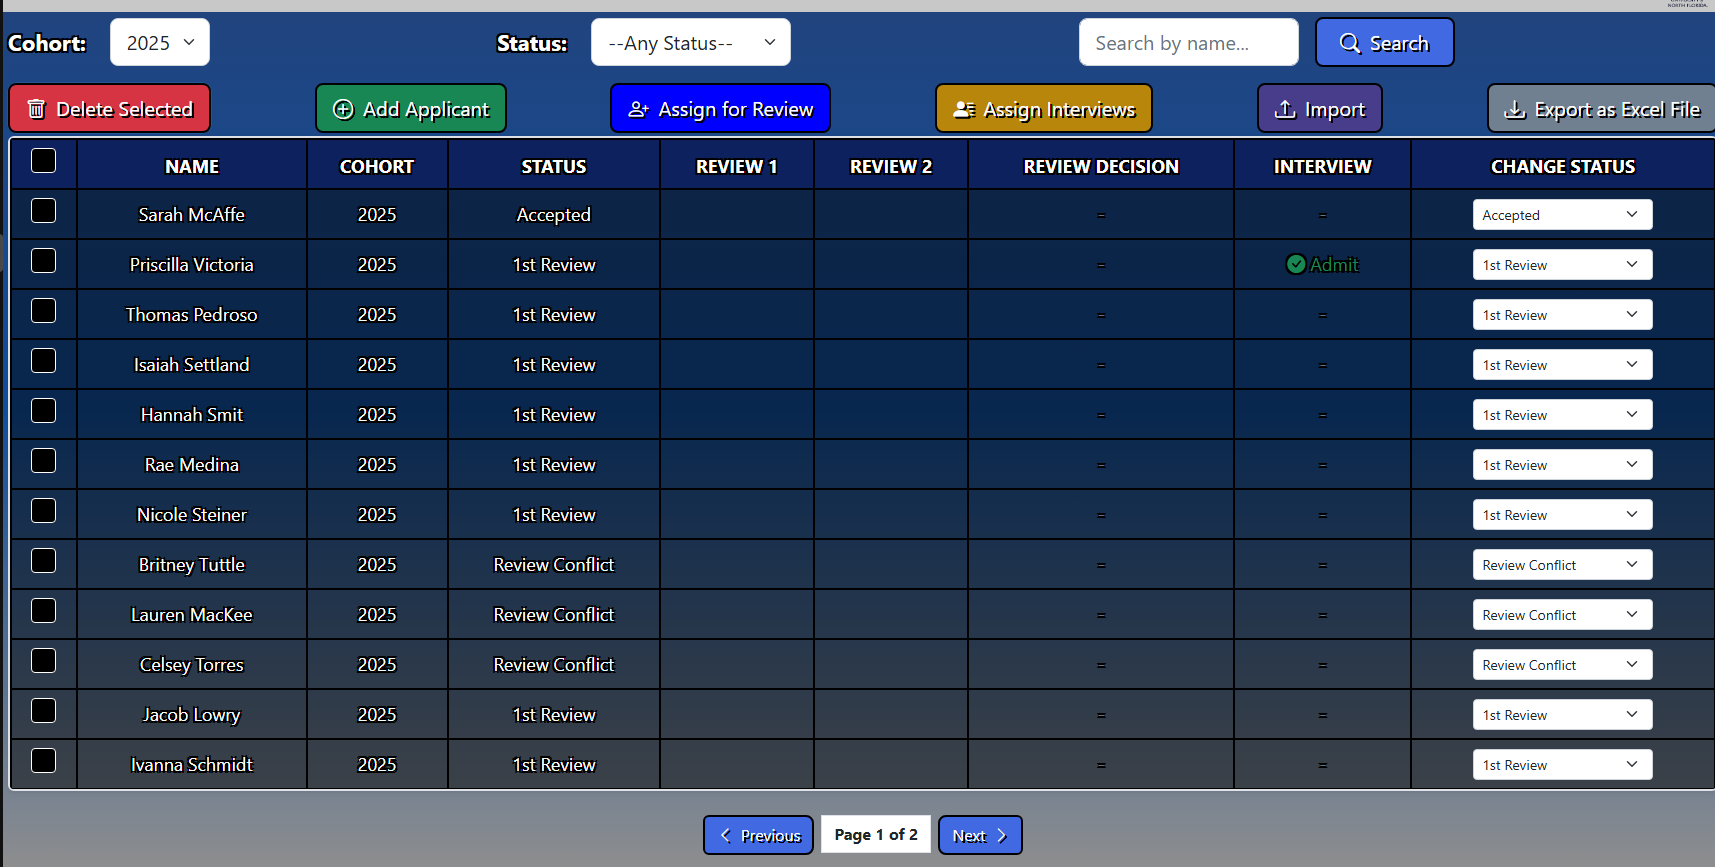 NORTH FLORIDA.
Cohort: 2025 Status: --Any Status-- Search by name... Search
Delete Selected Add Applicant Assign for Review Assign Interviews Import Export as Excel File
NAME COHORT STATUS REVIEW 1 REVIEW 2 REVIEW DECISION INTERVIEW CHANGE STATUS
Sarah McAffe 2025 Accepted - - Accepted
Priscilla Victoria 2025 1st Review - Admit 1st Review
Thomas Pedroso 2025 1st Review - - 1st Review
Isaiah Settland 2025 1st Review - - 1st Review
Hannah Smit 2025 1st Review - - 1st Review
Rae Medina 2025 1st Review - - 1st Review
Nicole Steiner 2025 1st Review - - 1st Review
Britney Tuttle 2025 Review Conflict - - Review Conflict
Lauren MacKee 2025 Review Conflict - - Review Conflict
Celsey Torres 2025 Review Conflict - - Review Conflict
Jacob Lowry 2025 1st Review - - 1st Review
Ivanna Schmidt 2025 1st Review - - 1st Review
Previous Page 1 of 2 Next